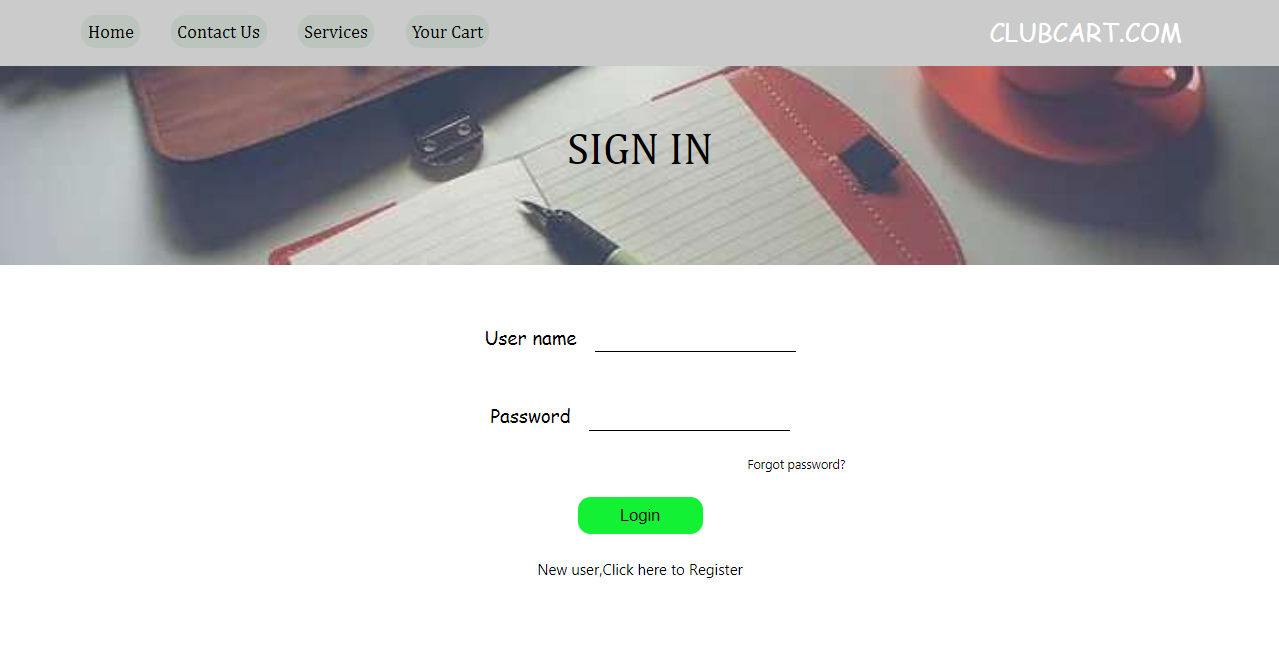 Home Contact Us Services Your Cart CLUBCART.COM
SIGN IN
User name
Password
Forgot password?
Login
New user,Click here to Register